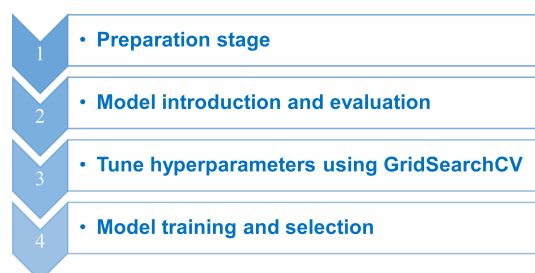 1
• Preparation stage
2
• Model introduction and evaluation
3
• Tune hyperparameters using GridSearchCV
4
• Model training and selection